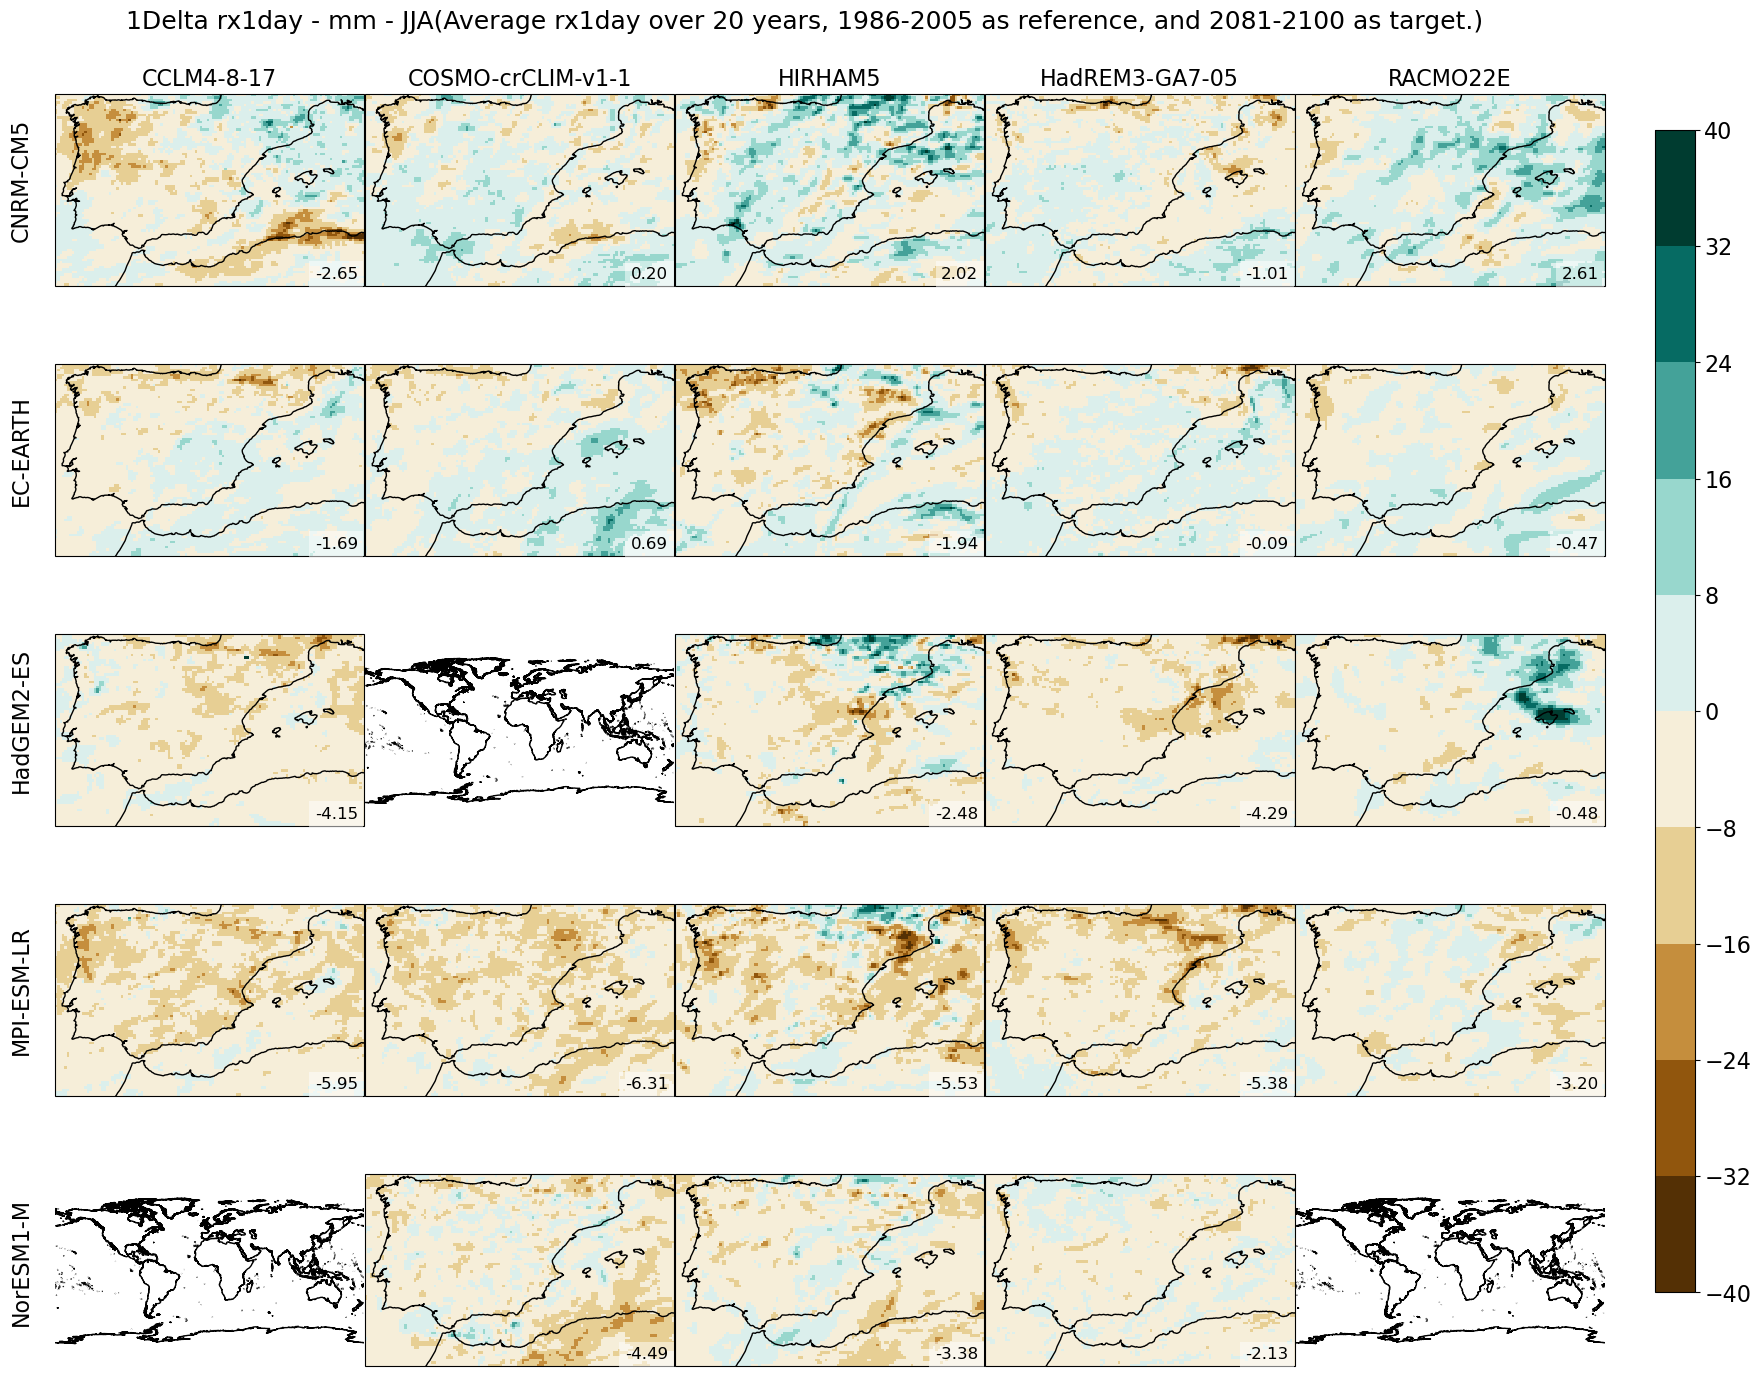 1Delta rx1day - mm - JJA(Average rx1day over 20 years, 1986-2005 as reference, and 2081-2100 as target.)
CCLM4-8-17 COSMO-crCLIM-v1-1 HIRHAM5 HadREM3-GA7-05 RACMO22E
CNRM-CM5
-2.65 0.20 2.02 -1.01 2.61
EC-EARTH
-1.69 0.69 -1.94 -0.09 -0.47
HadGEM2-ES
-4.15 -2.48 -4.29 -0.48
MPI-ESM-LR
-5.95 -6.31 -5.53 -5.38 -3.20
NorESM1-M
-4.49 -3.38 -2.13
40
32
24
16
8
0
−8
−16
−24
−32
−40